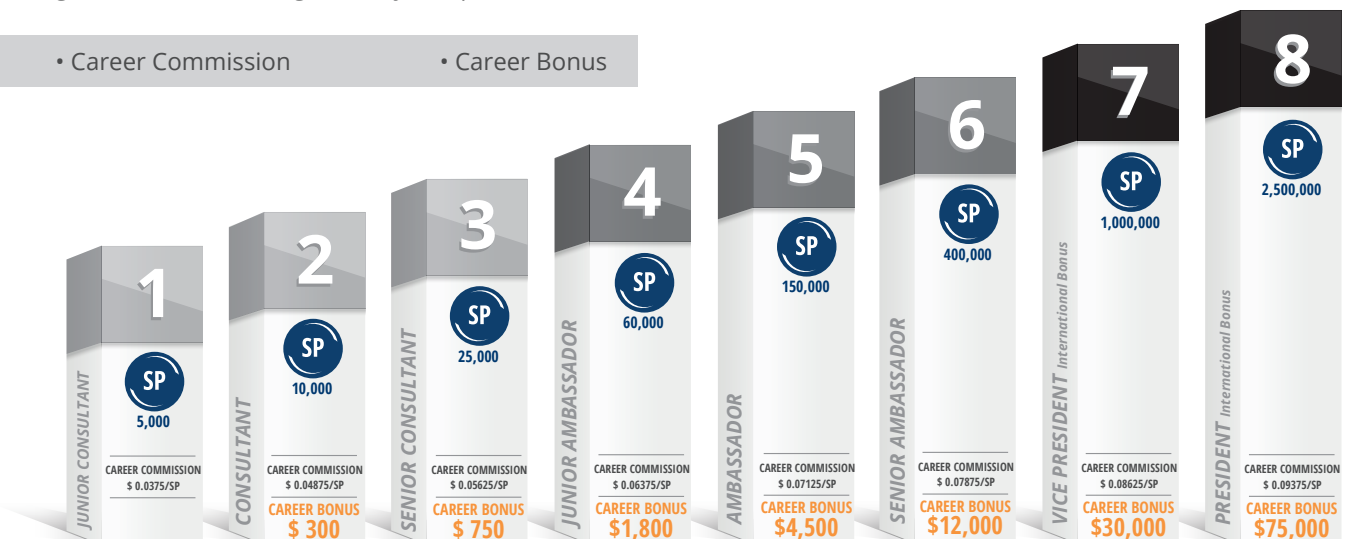 • Career Commission
• Career Bonus
1
SP
5,000
JUNIOR CONSULTANT
CAREER COMMISSION
$ 0.0375/SP
2
SP
10,000
CONSULTANT
CAREER COMMISSION
$ 0.04875/SP
CAREER BONUS
$ 300
3
SP
25,000
SENIOR CONSULTANT
CAREER COMMISSION
$ 0.05625/SP
CAREER BONUS
$ 750
4
SP
60,000
JUNIOR AMBASSADOR
CAREER COMMISSION
$ 0.06375/SP
CAREER BONUS
$1,800
5
SP
150,000
AMBASSADOR
CAREER COMMISSION
$ 0.07125/SP
CAREER BONUS
$4,500
6
SP
400,000
SENIOR AMBASSADOR
CAREER COMMISSION
$ 0.07875/SP
CAREER BONUS
$12,000
7
SP
1,000,000
VICE PRESIDENT International Bonus
CAREER COMMISSION
$ 0.08625/SP
CAREER BONUS
$30,000
8
SP
2,500,000
PRESIDENT International Bonus
CAREER COMMISSION
$ 0.09375/SP
CAREER BONUS
$75,000